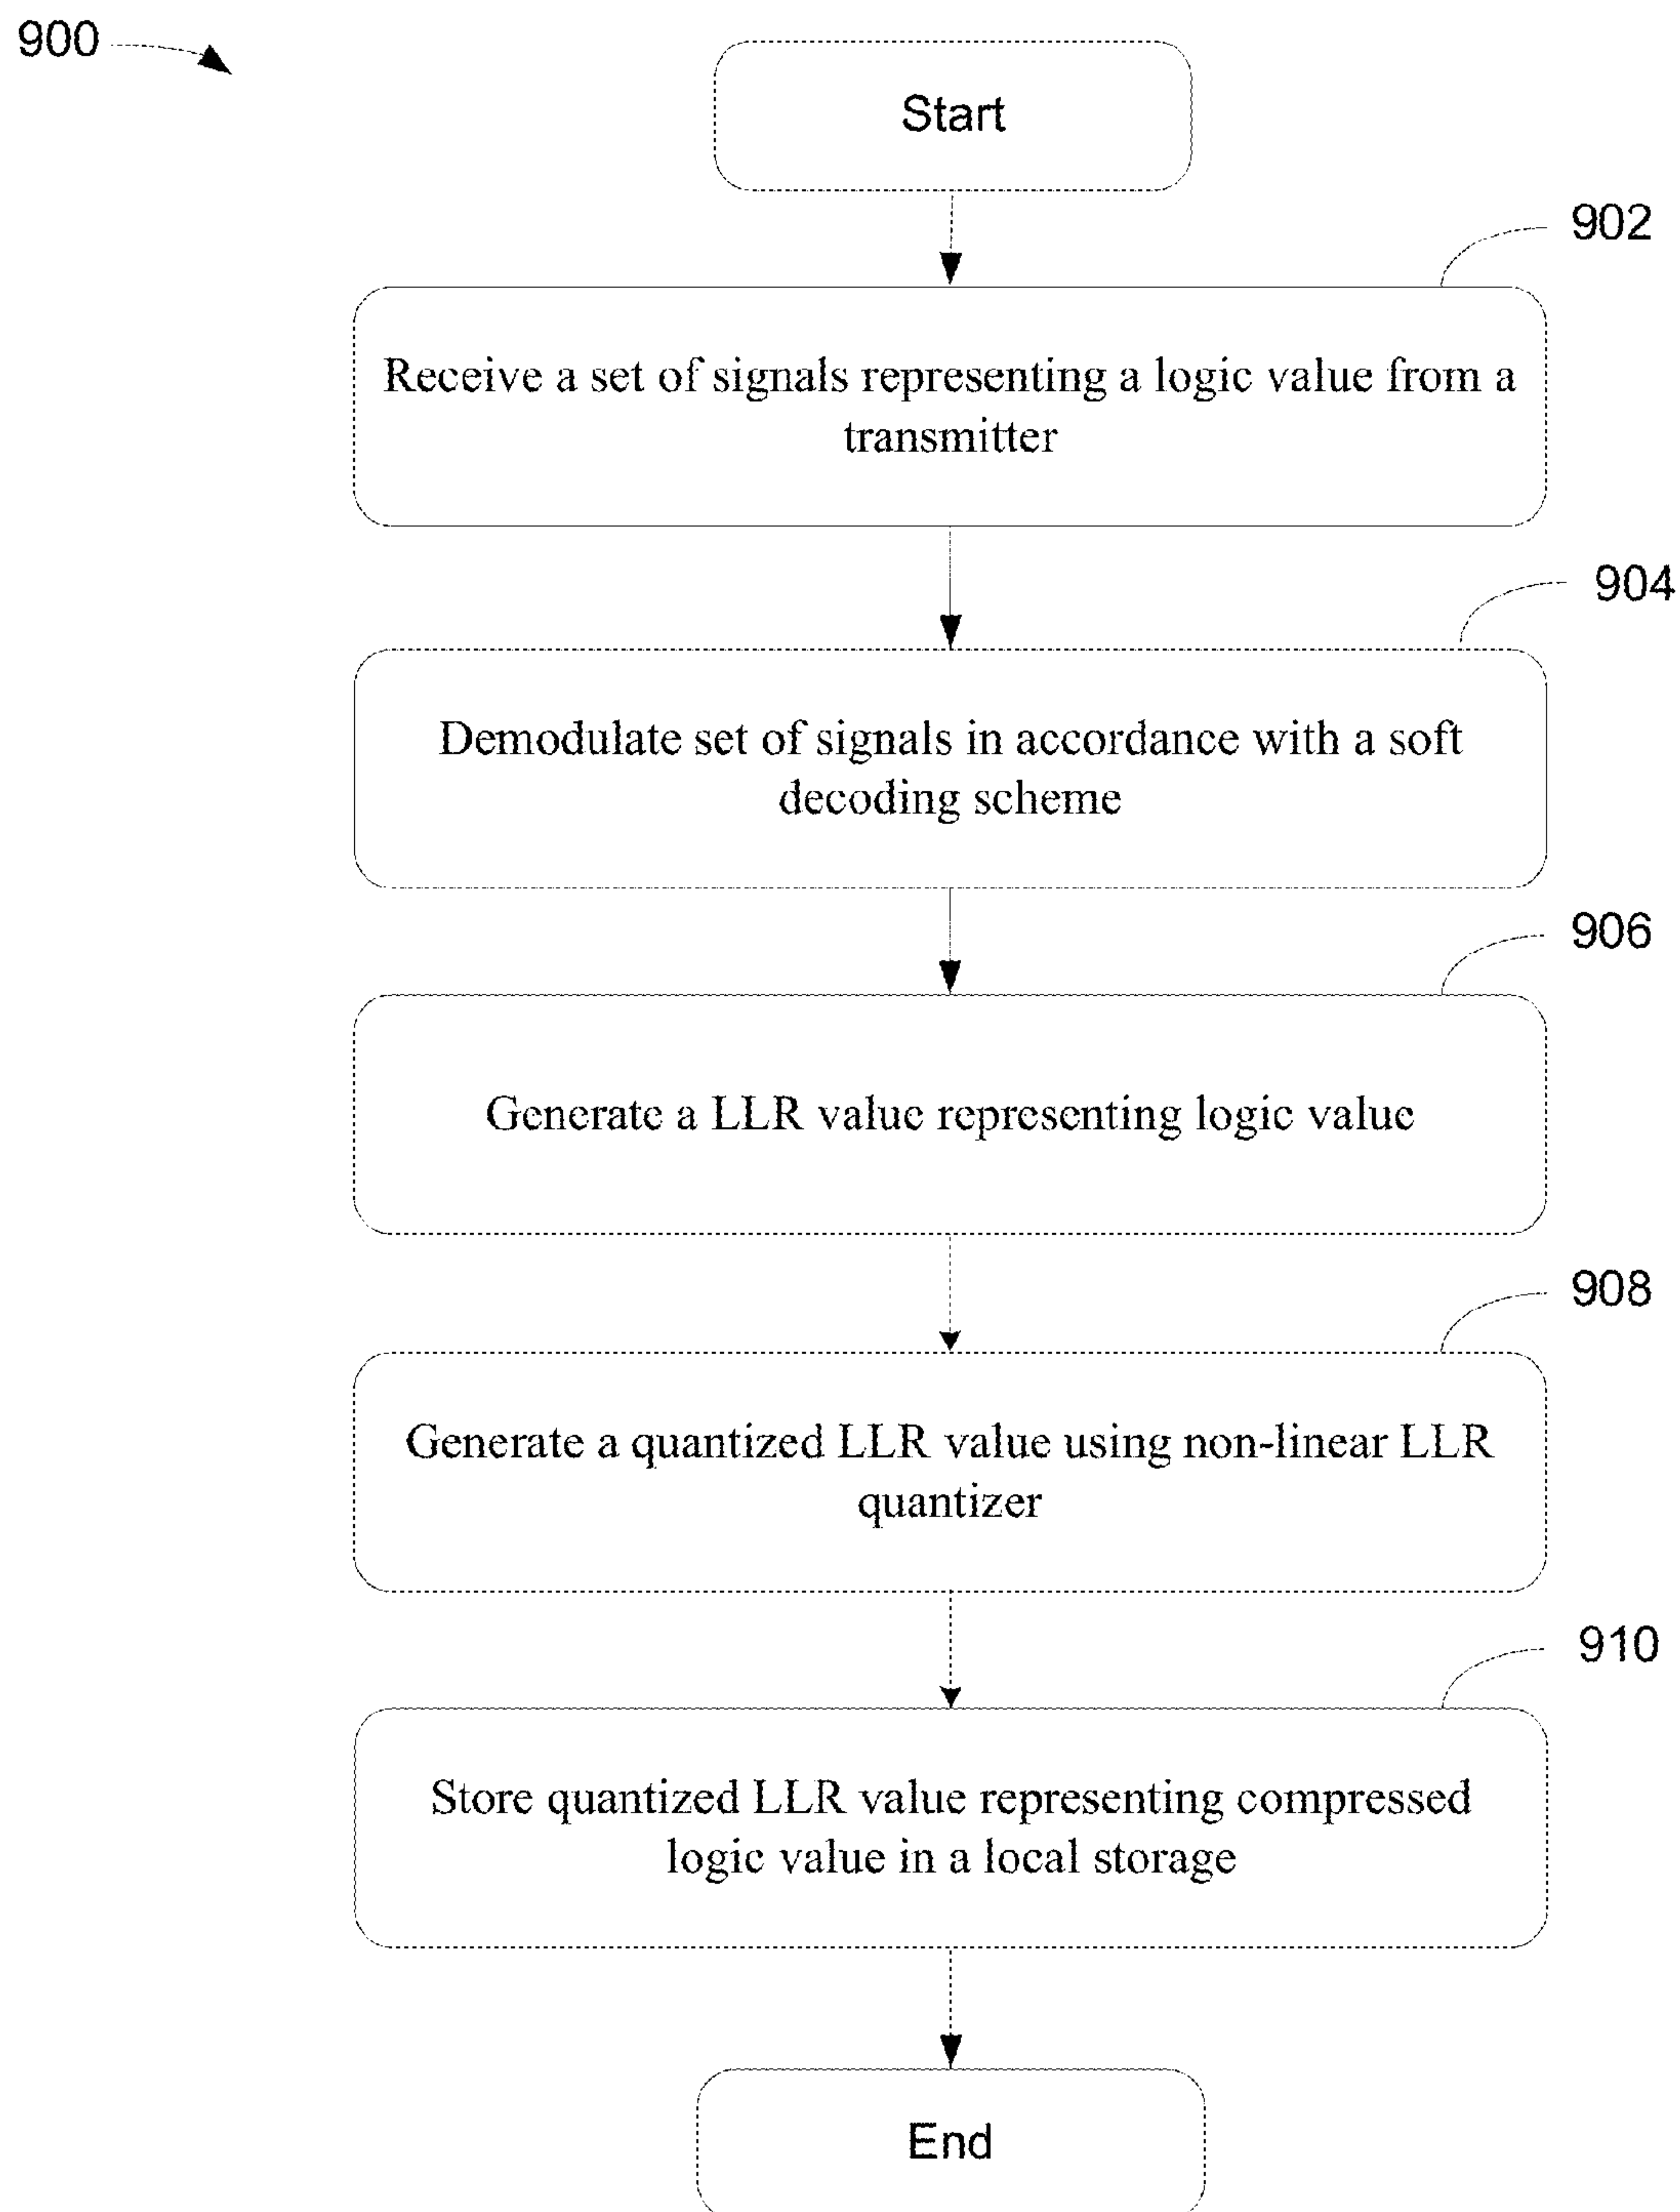 900
Start
902
Receive a set of signals representing a logic value from a
transmitter
904
Demodulate set of signals in accordance with a soft
decoding scheme
906
Generate a LLR value representing logic value
908
Generate a quantized LLR value using non-linear LLR
quantizer
910
Store quantized LLR value representing compressed
logic value in a local storage
End